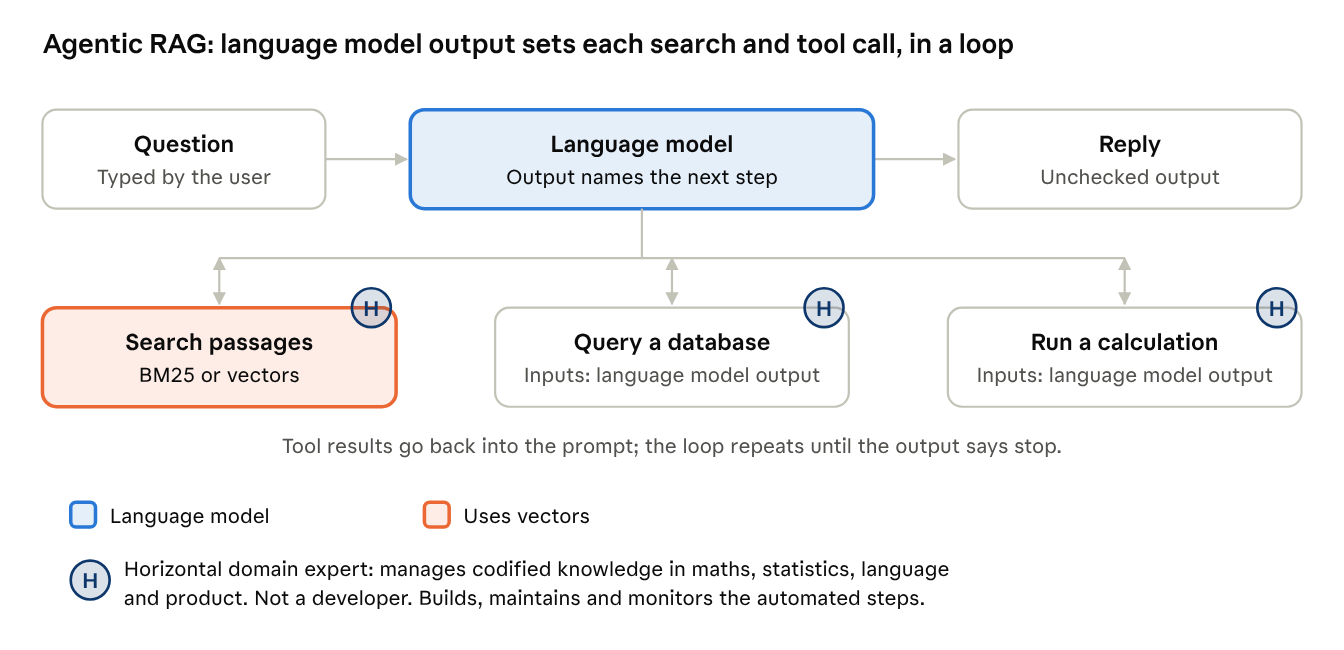 Agentic RAG: language model output sets each search and tool call, in a loop
Question
Typed by the user
Language model
Output names the next step
Reply
Unchecked output
H
Search passages
BM25 or vectors
H
Query a database
Inputs: language model output
H
Run a calculation
Inputs: language model output
Tool results go back into the prompt; the loop repeats until the output says stop.
Language model
Uses vectors
H
Horizontal domain expert: manages codified knowledge in maths, statistics, language
and product. Not a developer. Builds, maintains and monitors the automated steps.